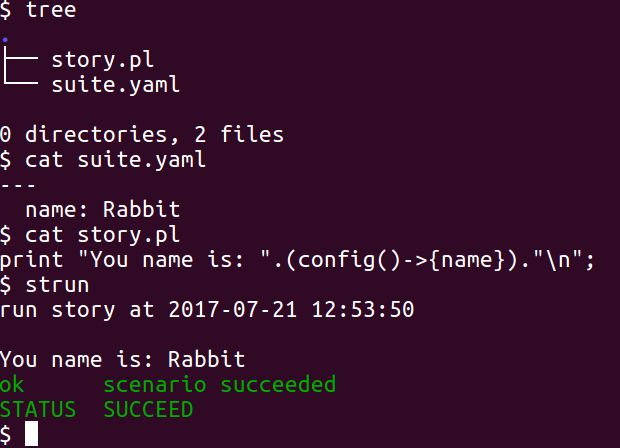 $ tree
.
├── story.pl
└── suite.yaml
0 directories, 2 files
$ cat suite.yaml
---
  name: Rabbit
$ cat story.pl
print "You name is: ".(config()->{name})."\n";
$ strun
run story at 2017-07-21 12:53:50
You name is: Rabbit
ok      scenario succeeded
STATUS  SUCCEED
$